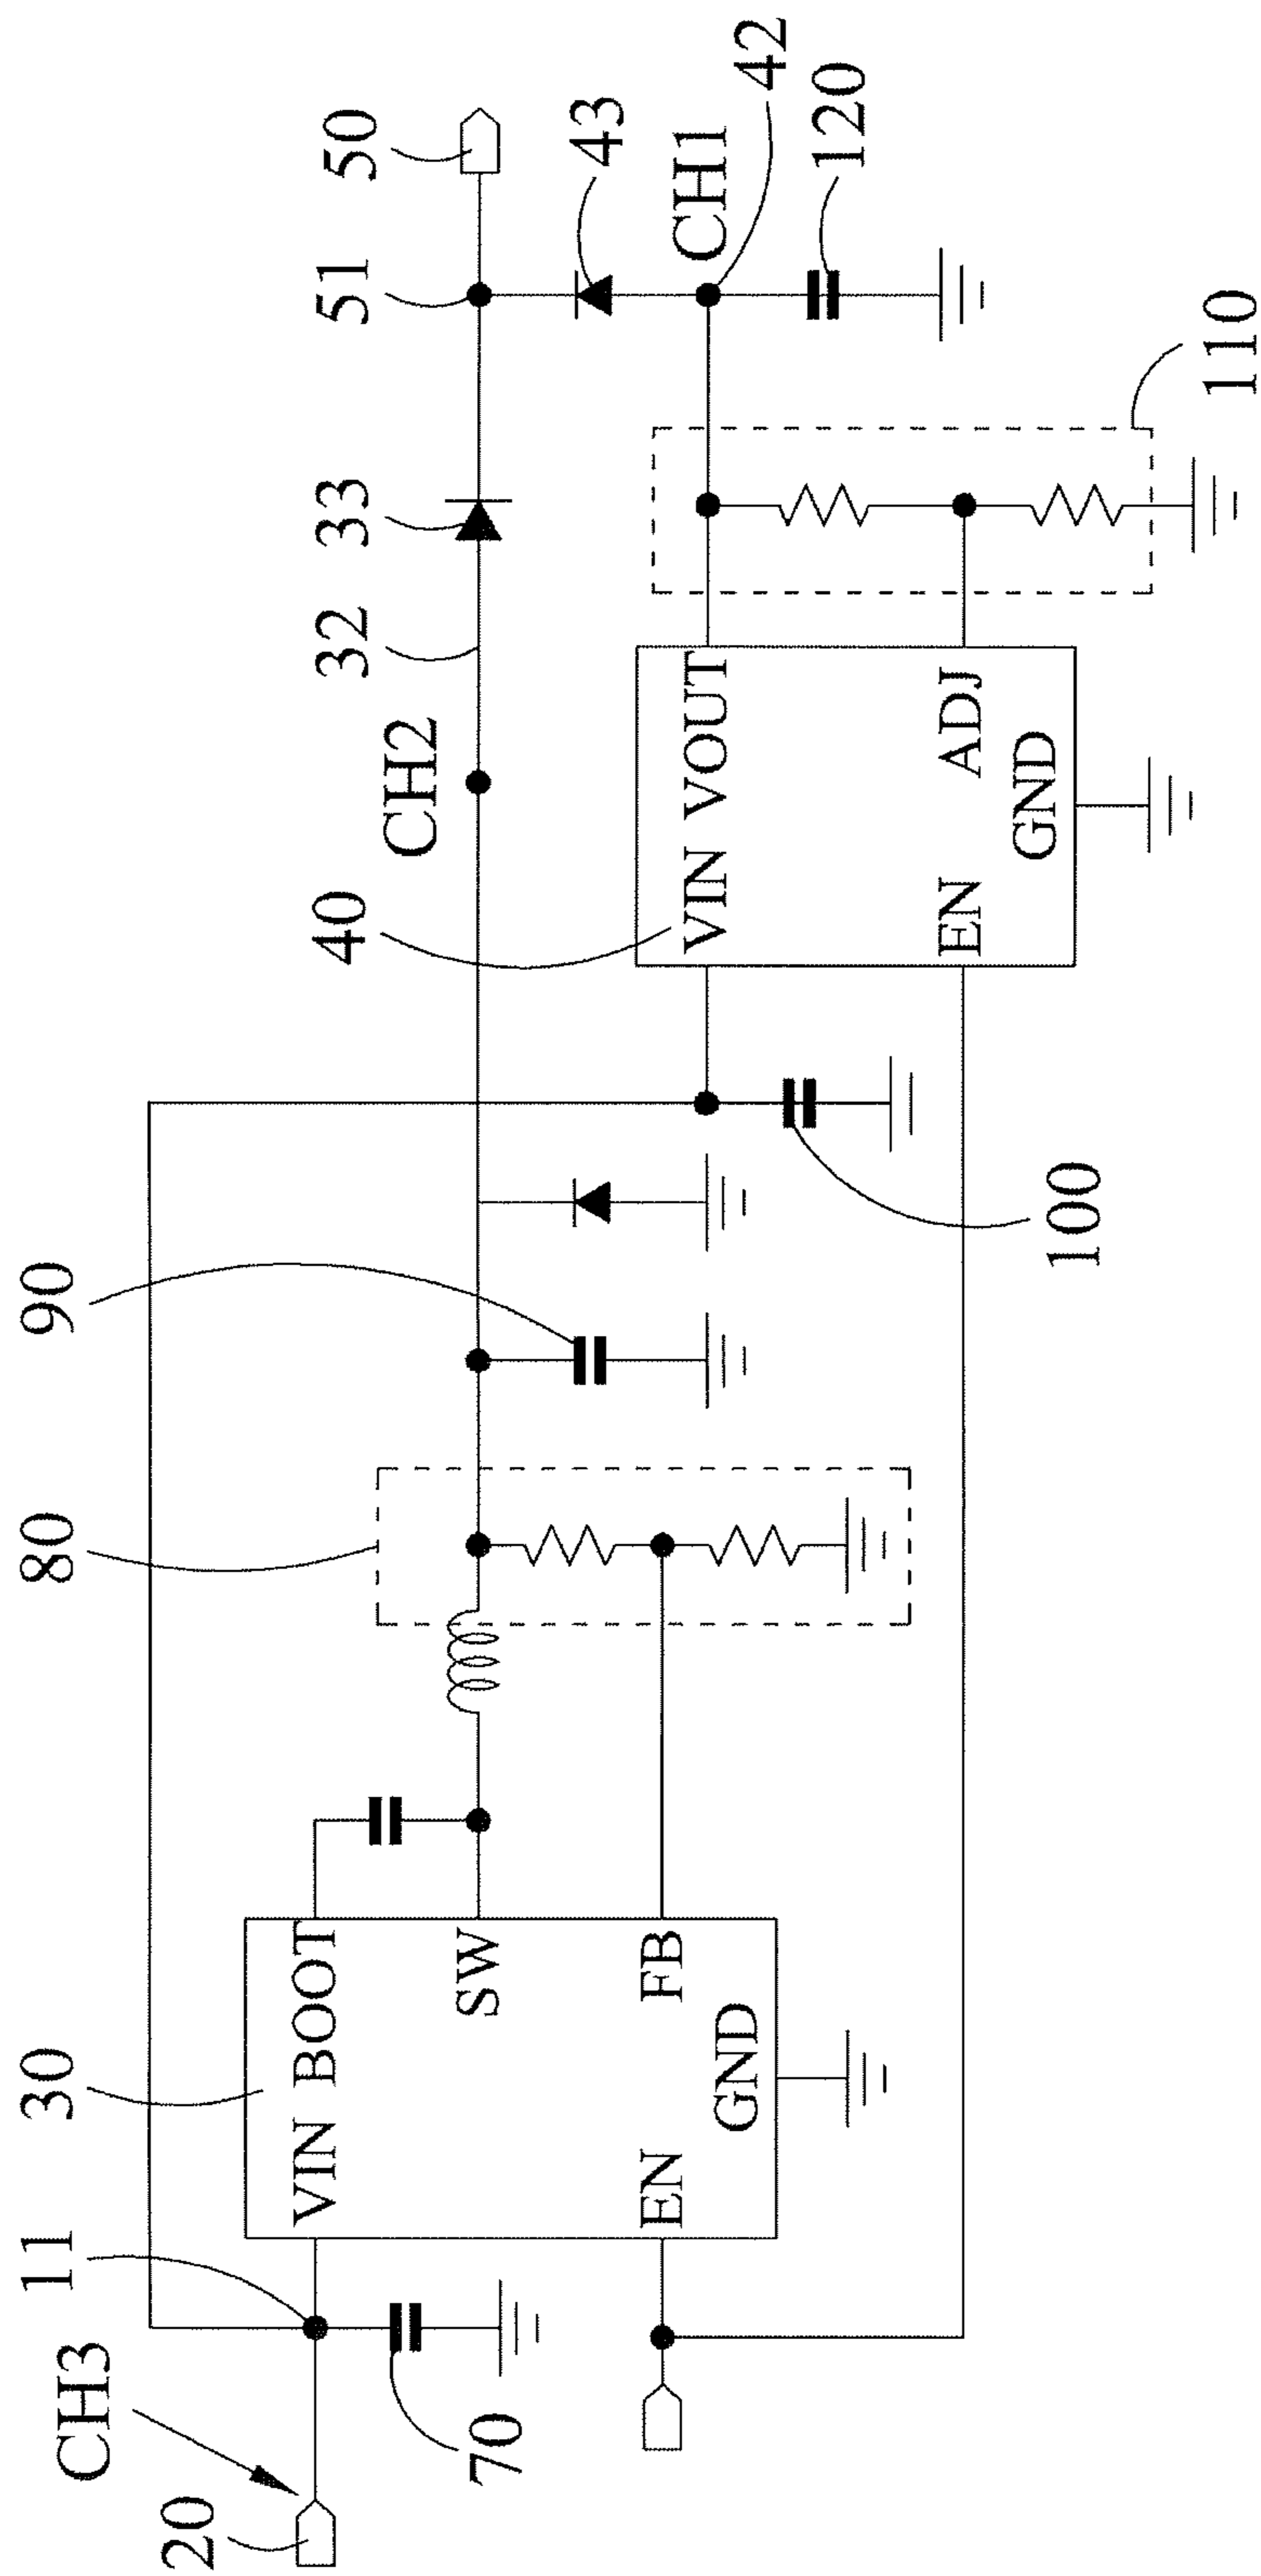 20
CH3
11
30
80
90
40
CH2
32
33
51
50
70
VIN BOOT
SW
EN
FB
GND
100
VIN VOUT
EN
ADJ
GND
43
CH1
42
120
110